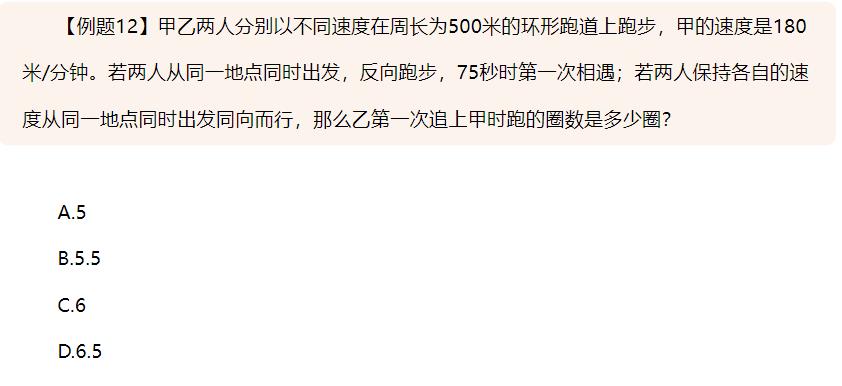 【例题12】甲乙两人分别以不同速度在周长为500米的环形跑道上跑步，甲的速度是180
米/分钟。若两人从同一地点同时出发，反向跑步，75秒时第一次相遇；若两人保持各自的速
度从同一地点同时出发同向而行，那么乙第一次追上甲时跑的圈数是多少圈？
A.5
B.5.5
C.6
D.6.5